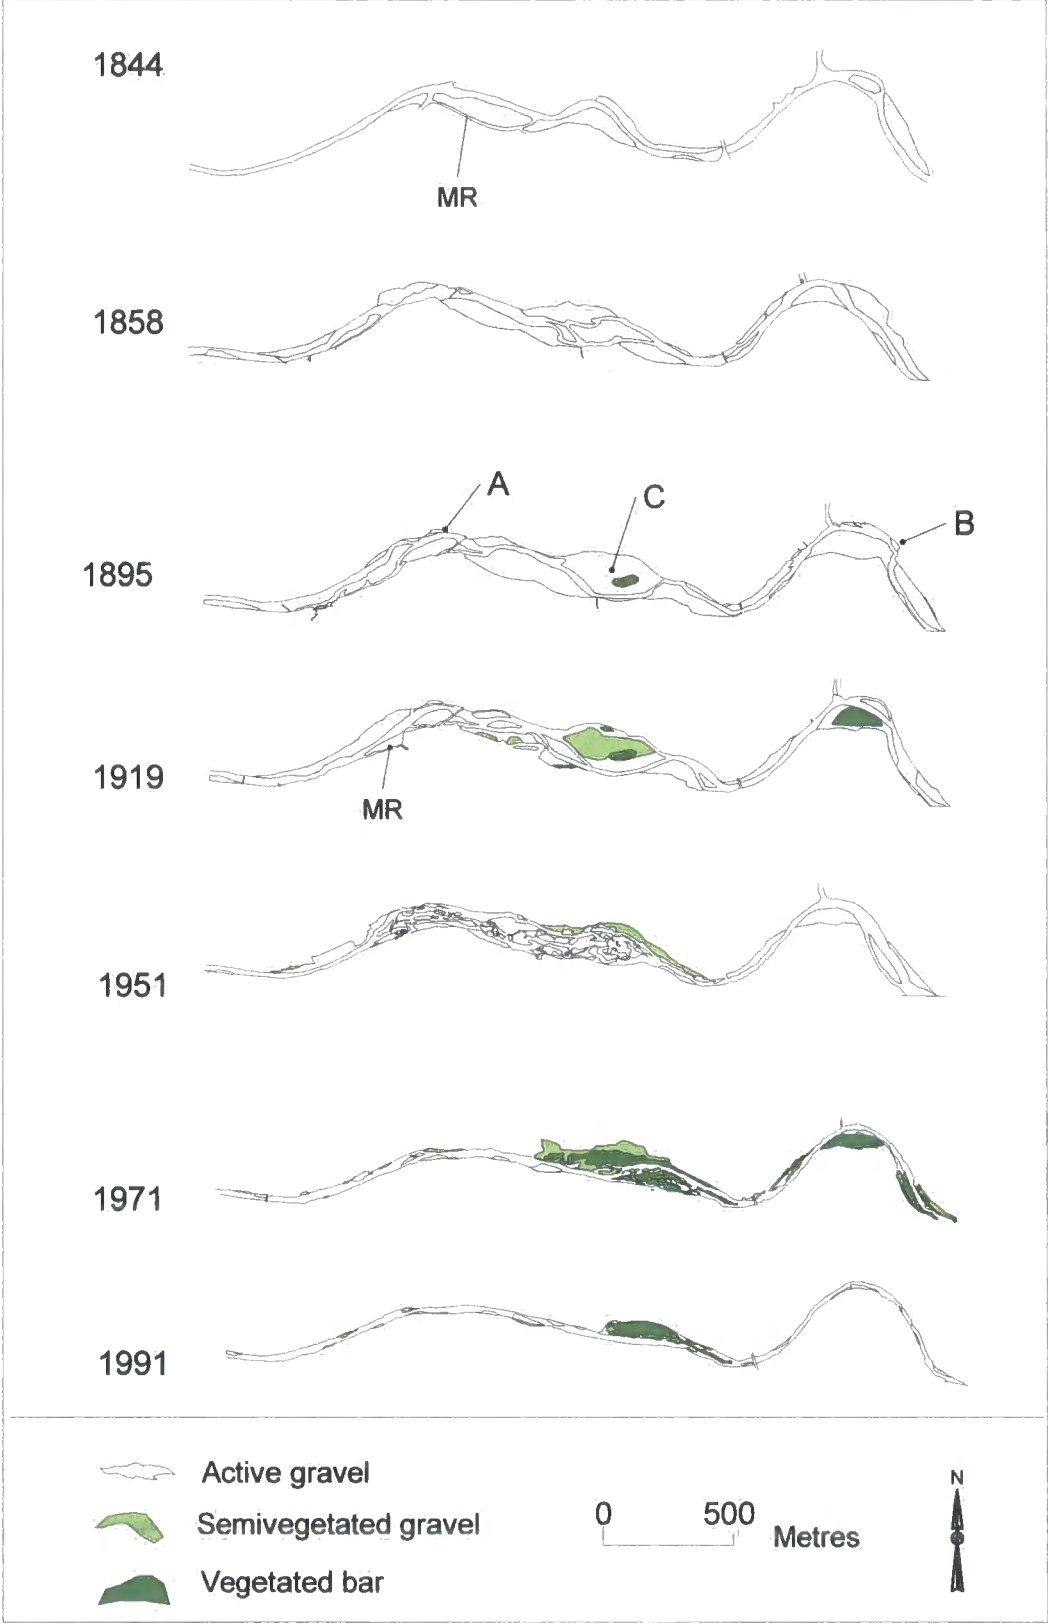 1844
MR
1858
A
C
B
1895
1919
MR
1951
1971
1991
Active gravel
Semivegetated gravel
Vegetated bar
0 500
Metres
N